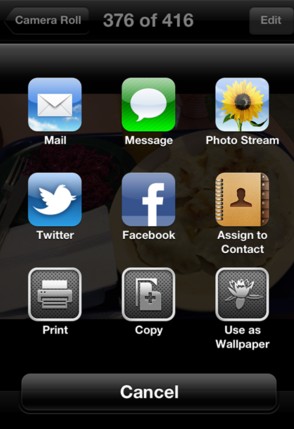 Camera Roll 376 of 416 Edit
Mail Message Photo Stream
Twitter Facebook Assign to
Contact
Print Copy Use as
Wallpaper
Cancel